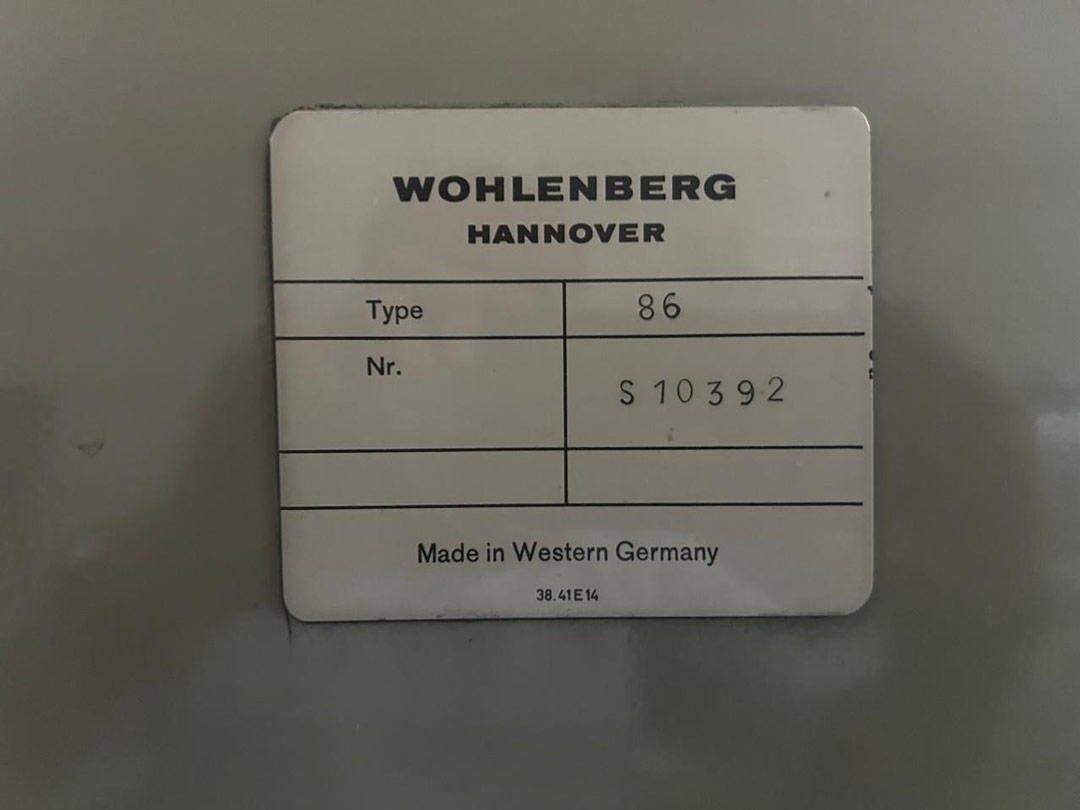 WOHLENBERG
HANNOVER
Type 86
Nr. S 10392
Made in Western Germany
38.41E14